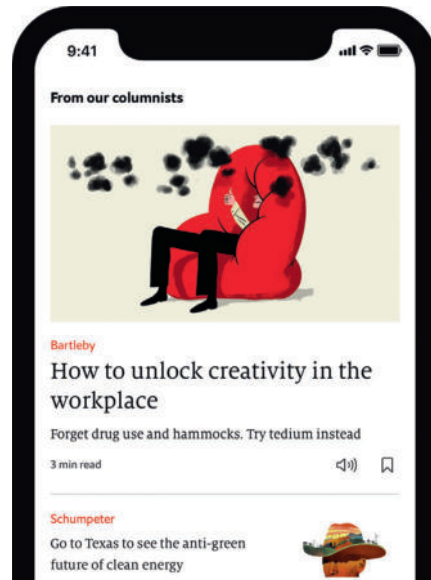 9:41
From our columnists
Bartleby
How to unlock creativity in the
workplace
Forget drug use and hammocks. Try tedium instead
3 min read
Schumpeter
Go to Texas to see the anti-green
future of clean energy